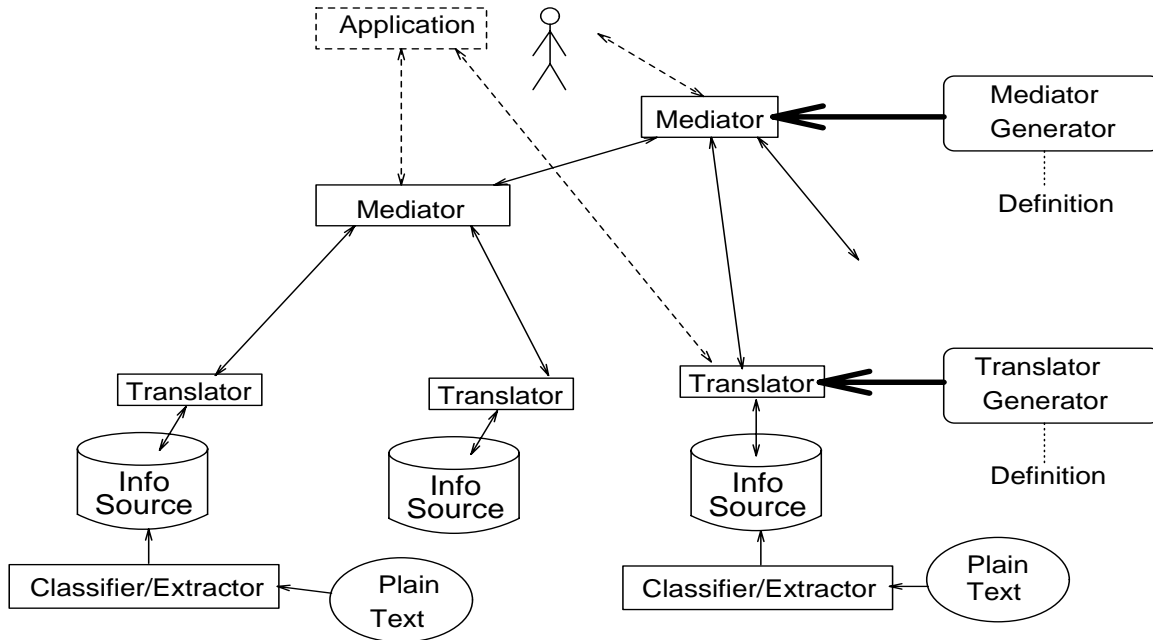 Application
Mediator
Mediator
Generator
Definition
Mediator
Translator
Translator
Translator
Translator
Generator
Definition
Info
Source
Info
Source
Info
Source
Classifier/Extractor
Plain
Text
Classifier/Extractor
Plain
Text